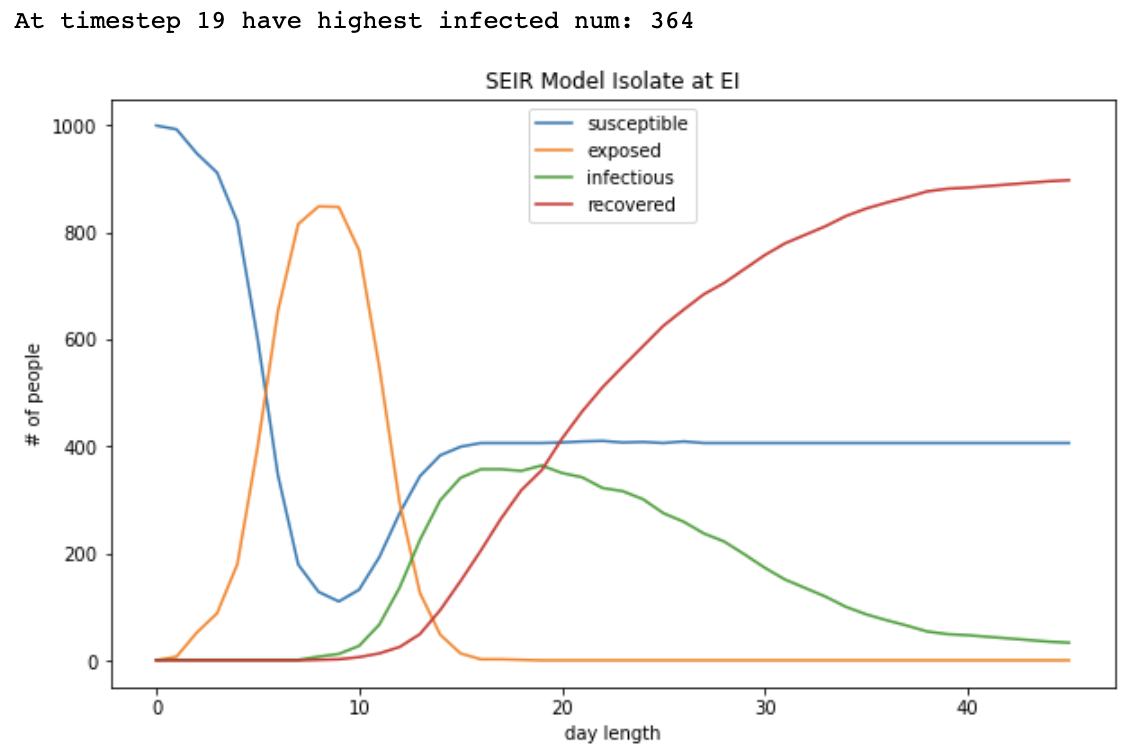 At timestep 19 have highest infected num: 364
SEIR Model Isolate at EI
susceptible
exposed
infectious
recovered
1000
800
600
400
200
0
# of people
0 10 20 30 40
day length